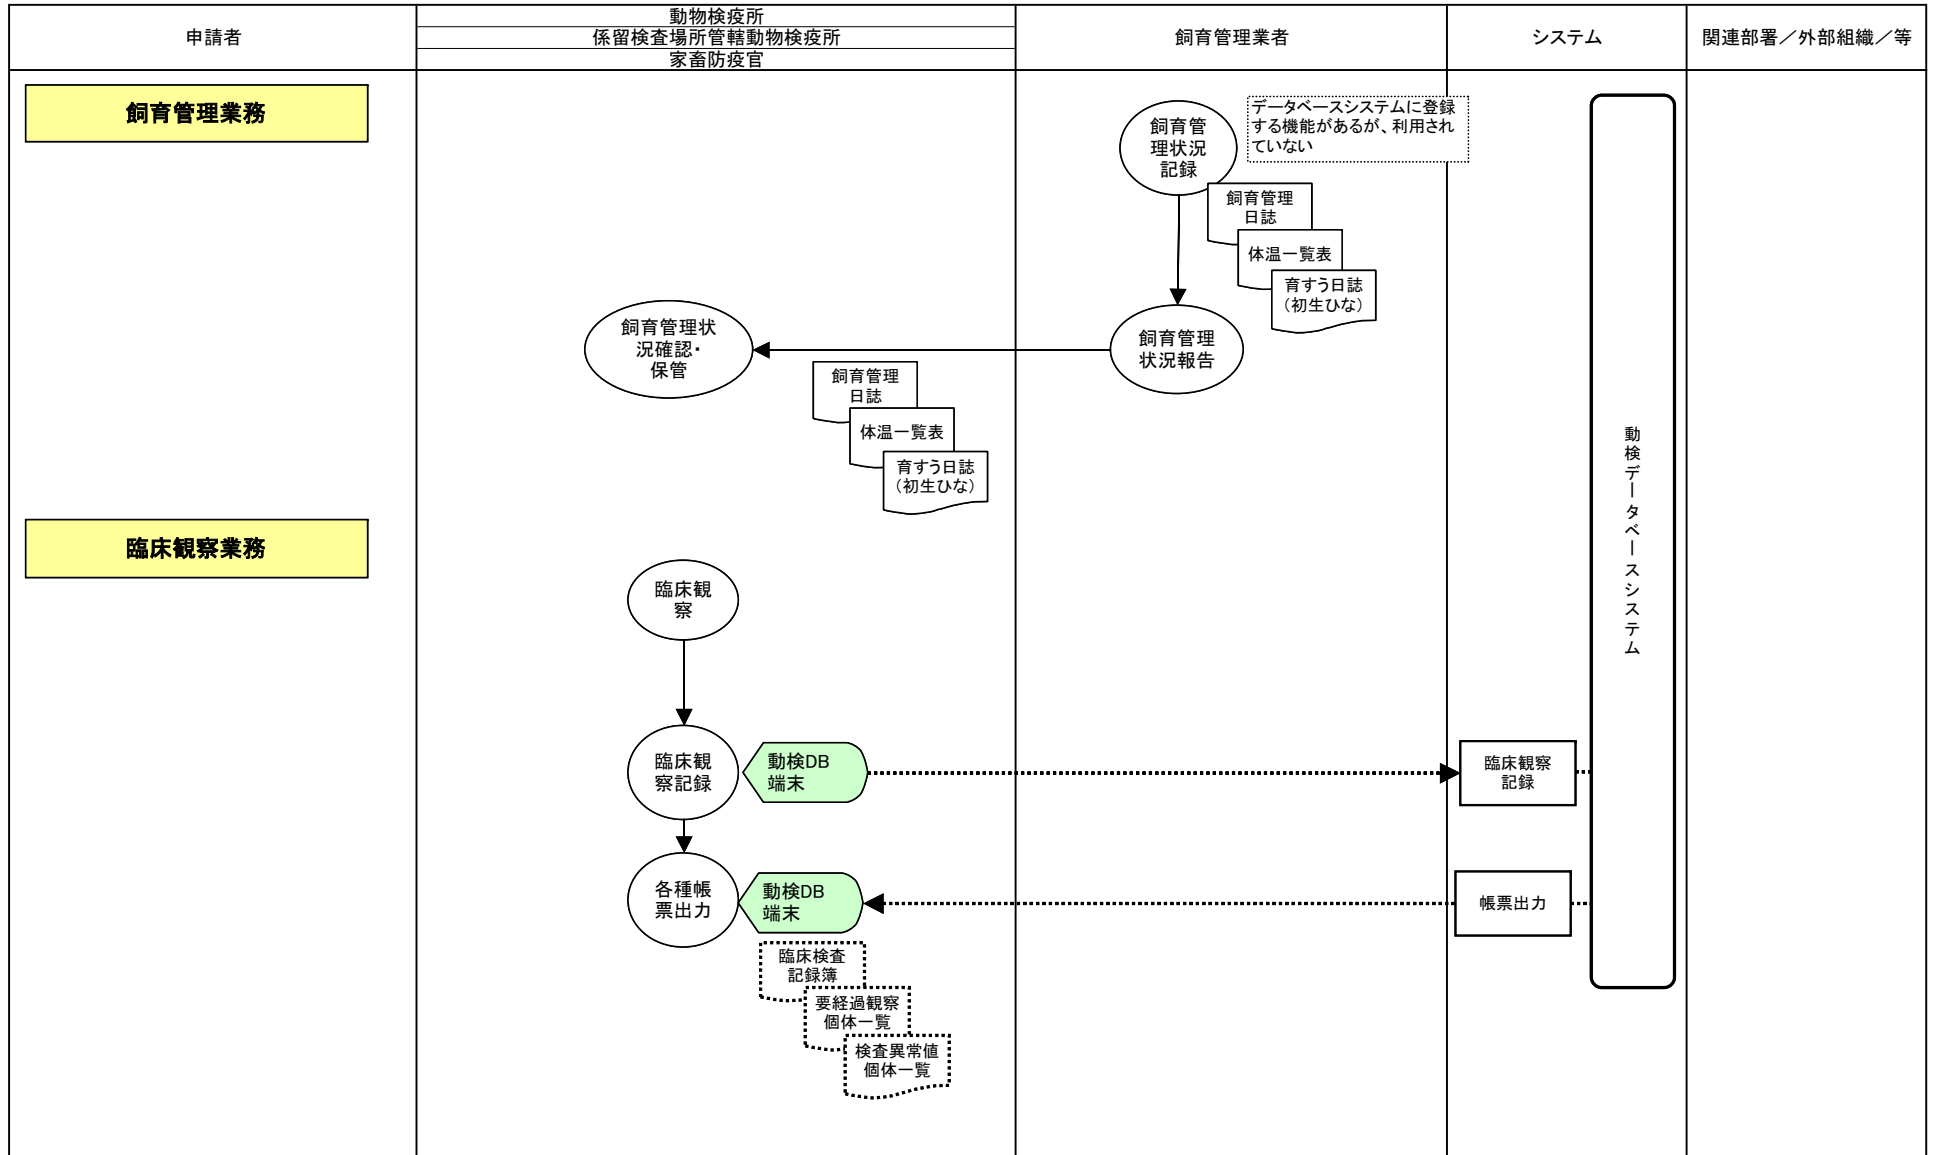 申請者
動物検疫所
係留検査場所管轄動物検疫所
家畜防疫官
飼育管理業者
システム
関連部署／外部組織／等
飼育管理業務
飼育管
理状況
記録
データベースシステムに登録
する機能があるが、利用され
ていない
飼育管理
日誌
体温一覧表
育すう日誌
（初生ひな）
飼育管理状
況確認・
保管
飼育管理
状況報告
飼育管理
日誌
体温一覧表
育すう日誌
（初生ひな）
動検データベースシステム
臨床観察業務
臨床観
察
臨床観
察記録
動検DB
端末
臨床観察
記録
各種帳
票出力
動検DB
端末
帳票出力
臨床検査
記録簿
要経過観察
個体一覧
検査異常値
個体一覧